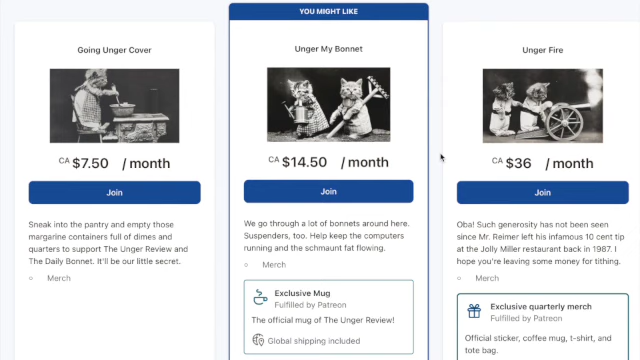 YOU MIGHT LIKE
Going Unger Cover
CA $7.50 / month
Join
Sneak into the pantry and empty those
margarine containers full of dimes and
quarters to support The Unger Review and
The Daily Bonnet. It'll be our little secret.
Merch
Unger My Bonnet
CA $14.50 / month
Join
We go through a lot of bonnets around here.
Suspenders, too. Help keep the computers
running and the schmaunt fat flowing.
Merch
Exclusive Mug
Fulfilled by Patreon
The official mug of The Unger Review!
Global shipping included
Unger Fire
CA $36 / month
Join
Oba! Such generosity has not been seen
since Mr. Reimer left his infamous 10 cent tip
at the Jolly Miller restaurant back in 1987. I
hope you're leaving some money for tithing.
Merch
Exclusive quarterly merch
Fulfilled by Patreon
Official sticker, coffee mug, t-shirt, and
tote bag.